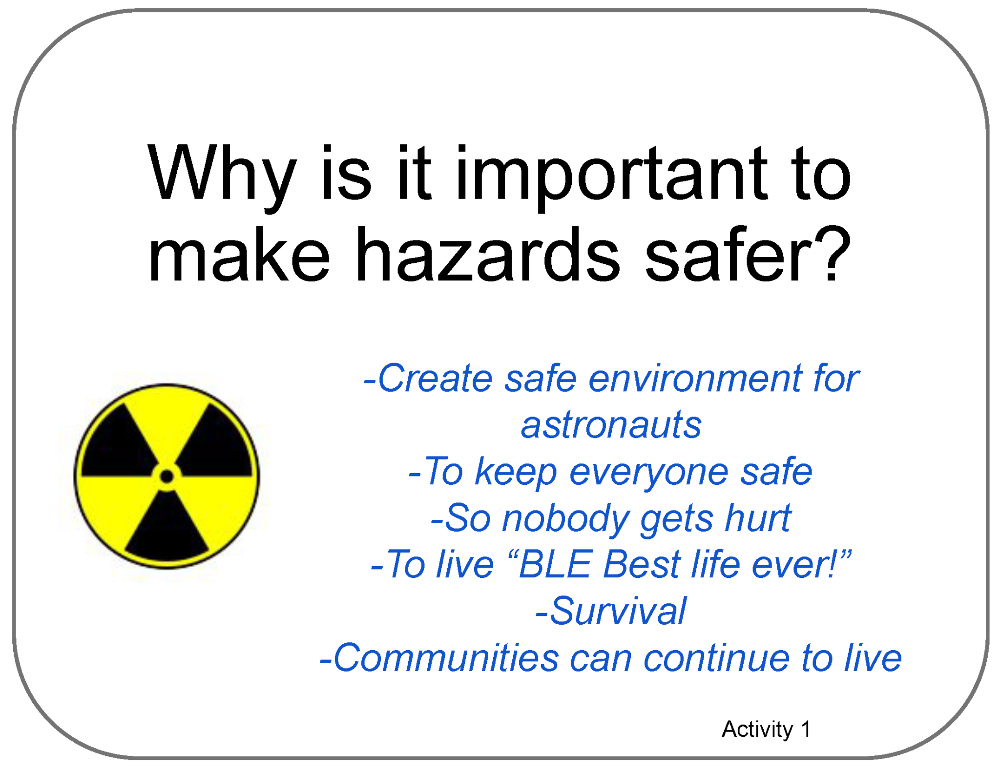 Why is it important to
make hazards safer?
-Create safe environment for
astronauts
-To keep everyone safe
-So nobody gets hurt
-To live “BLE Best life ever!”
-Survival
-Communities can continue to live
Activity 1